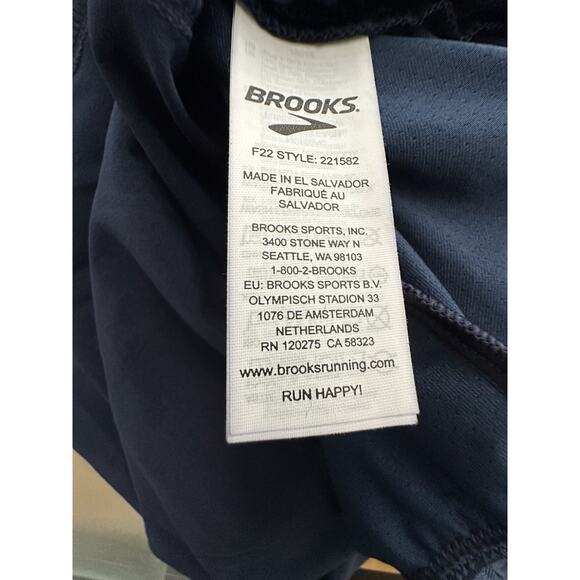 BROOKS
F22 STYLE: 221582
MADE IN EL SALVADOR
FABRIQUÉ AU
SALVADOR
BROOKS SPORTS, INC.
3400 STONE WAY N
SEATTLE, WA 98103
1-800-2-BROOKS
EU: BROOKS SPORTS B.V.
OLYMPISCH STADION 33
1076 DE AMSTERDAM
NETHERLANDS
RN 120275 CA 58323
www.brooksrunning.com
RUN HAPPY!